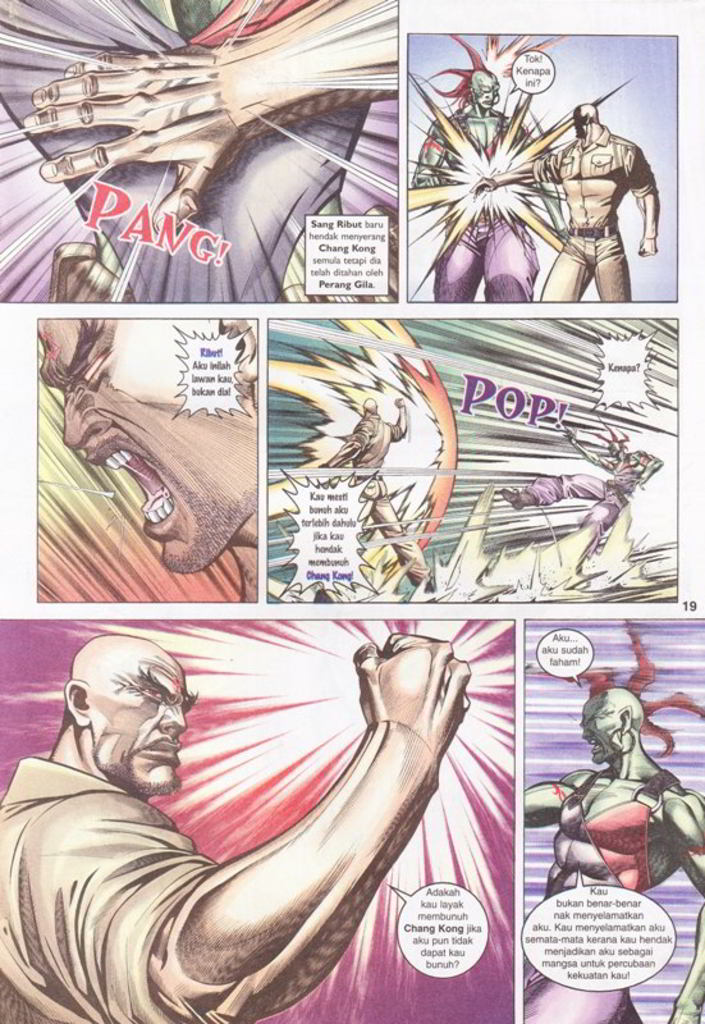 PANG!
Sang Ribut baru
hendak menyerang
Chang Kong
semula tetapi dia
telah ditahan oleh
Perang Gila.
Tok!
Kenapa
ini?
Ribut!
Aku inilah
lawan kau,
bukan dia!
POP!
Kenapa?
Kau mesti
bunuh aku
terlebih dahulu
jika kau
hendak
membunuh
Chang Kong!
19
Adakah
kau layak
membunuh
Chang Kong jika
aku pun tidak
dapat kau
bunuh?
Aku...
aku sudah
faham!
Kau
bukan benar-benar
nak menyelamatkan
aku. Kau menyelamatkan aku
semata-mata kerana kau hendak
menjadikan aku sebagai
mangsa untuk percubaan
kekuatan kau!